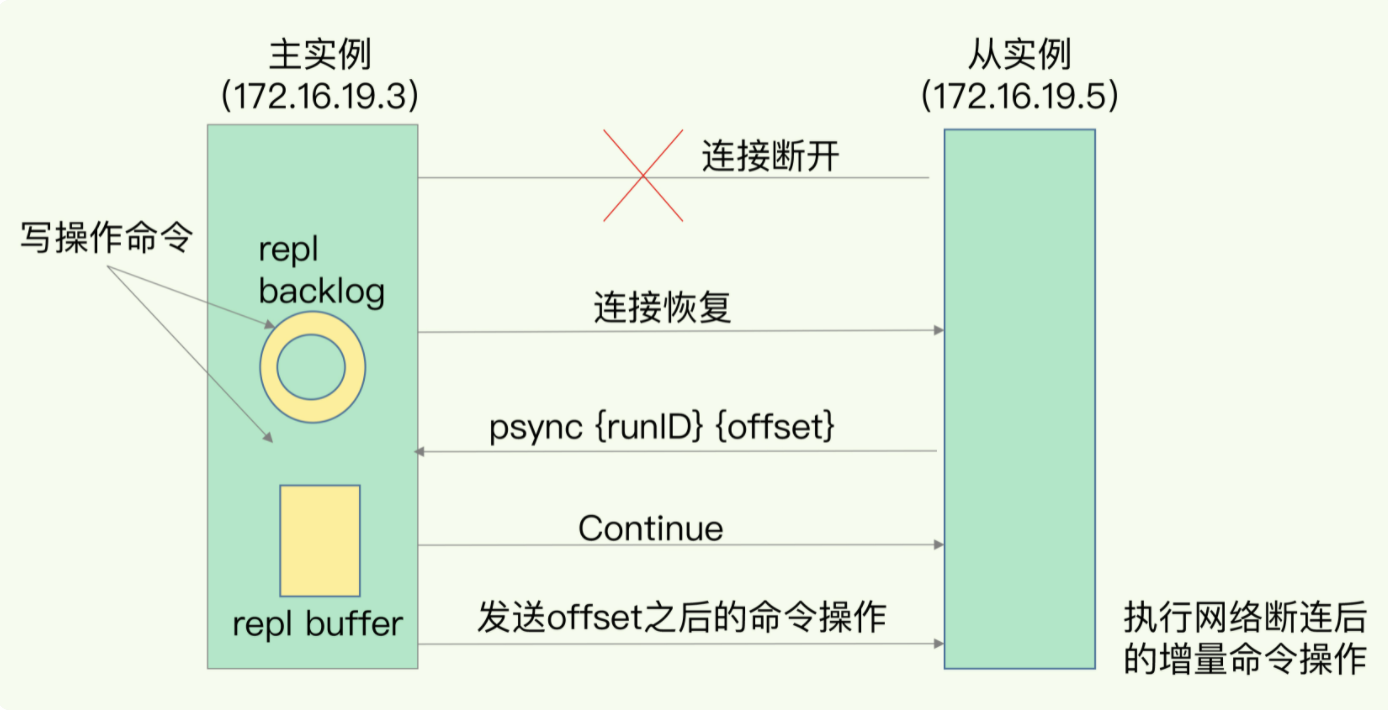 主实例
(172.16.19.3)
从实例
(172.16.19.5)
连接断开
写操作命令
repl
backlog
连接恢复
psync {runID} {offset}
Continue
repl buffer
发送offset之后的命令操作
执行网络断连后
的增量命令操作